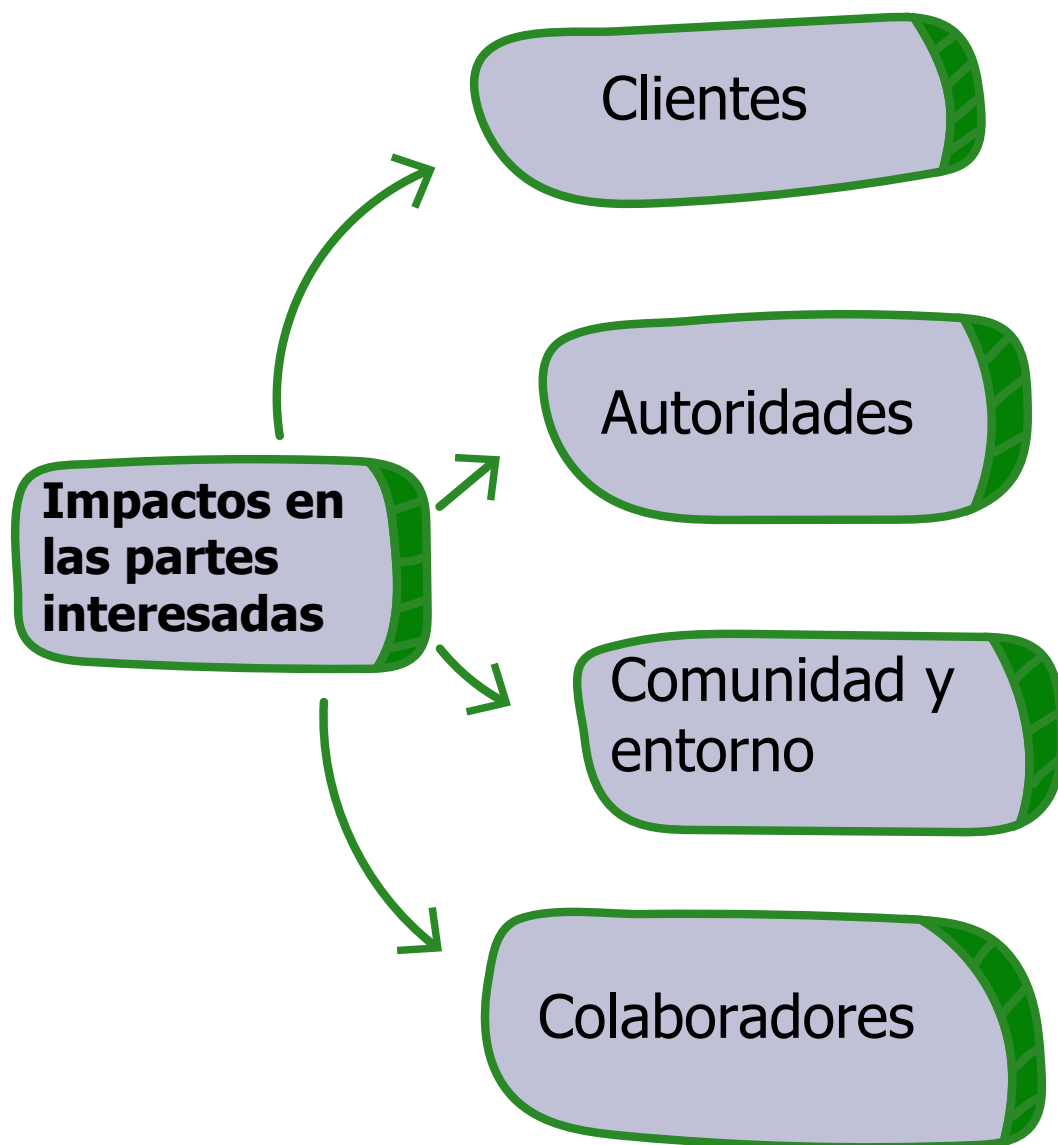 Clientes
Autoridades
Impactos en
las partes
interesadas
Comunidad y
entorno
Colaboradores